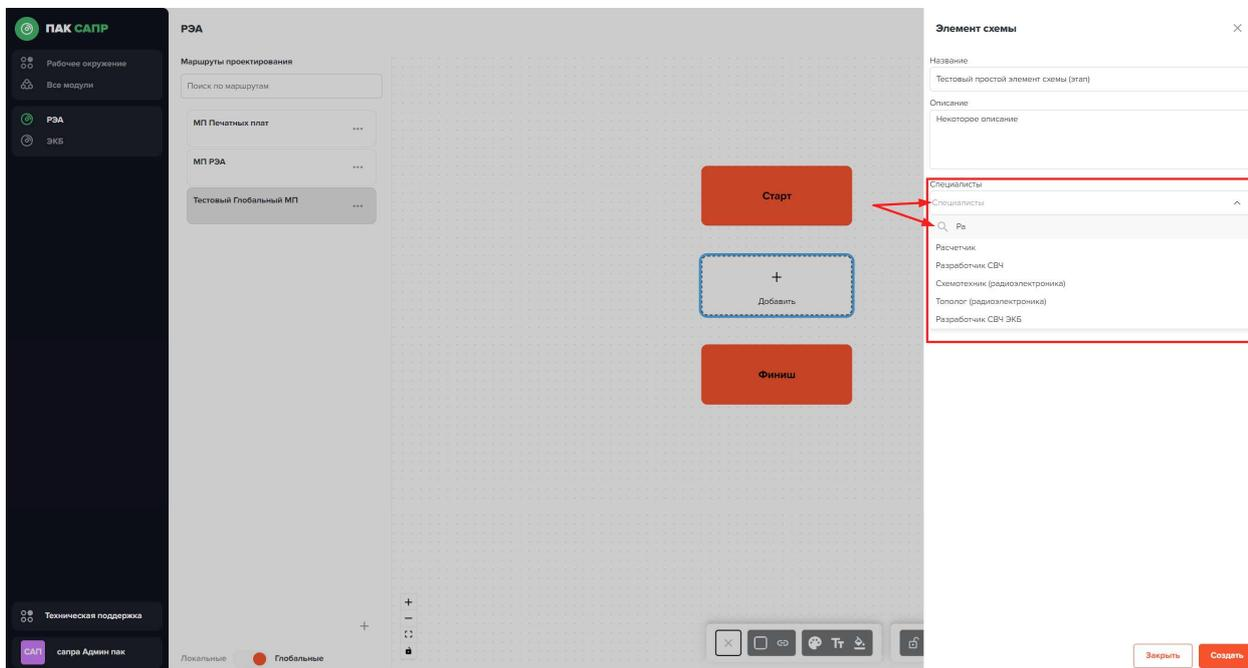 ПАК САПР
Рабочее окружение
Все модули
РЭА
ЭКБ
Техническая поддержка
САП
сапра Админ пак
РЭА
Маршруты проектирования
Поиск по маршрутам
МП Печатных плат
МП РЭА
Тестовый Глобальный МП
Локальные
Глобальные
Старт
Добавить
Финиш
Тт
Элемент схемы
Название
Тестовый простой элемент схемы (этап)
Описание
Некоторое описание
Специалисты
Специалисты
Ра
Расчетчик
Разработчик СВЧ
Схемотехник (радиоэлектроника)
Тополог (радиоэлектроника)
Разработчик СВЧ ЭКБ
Закрыть
Создать